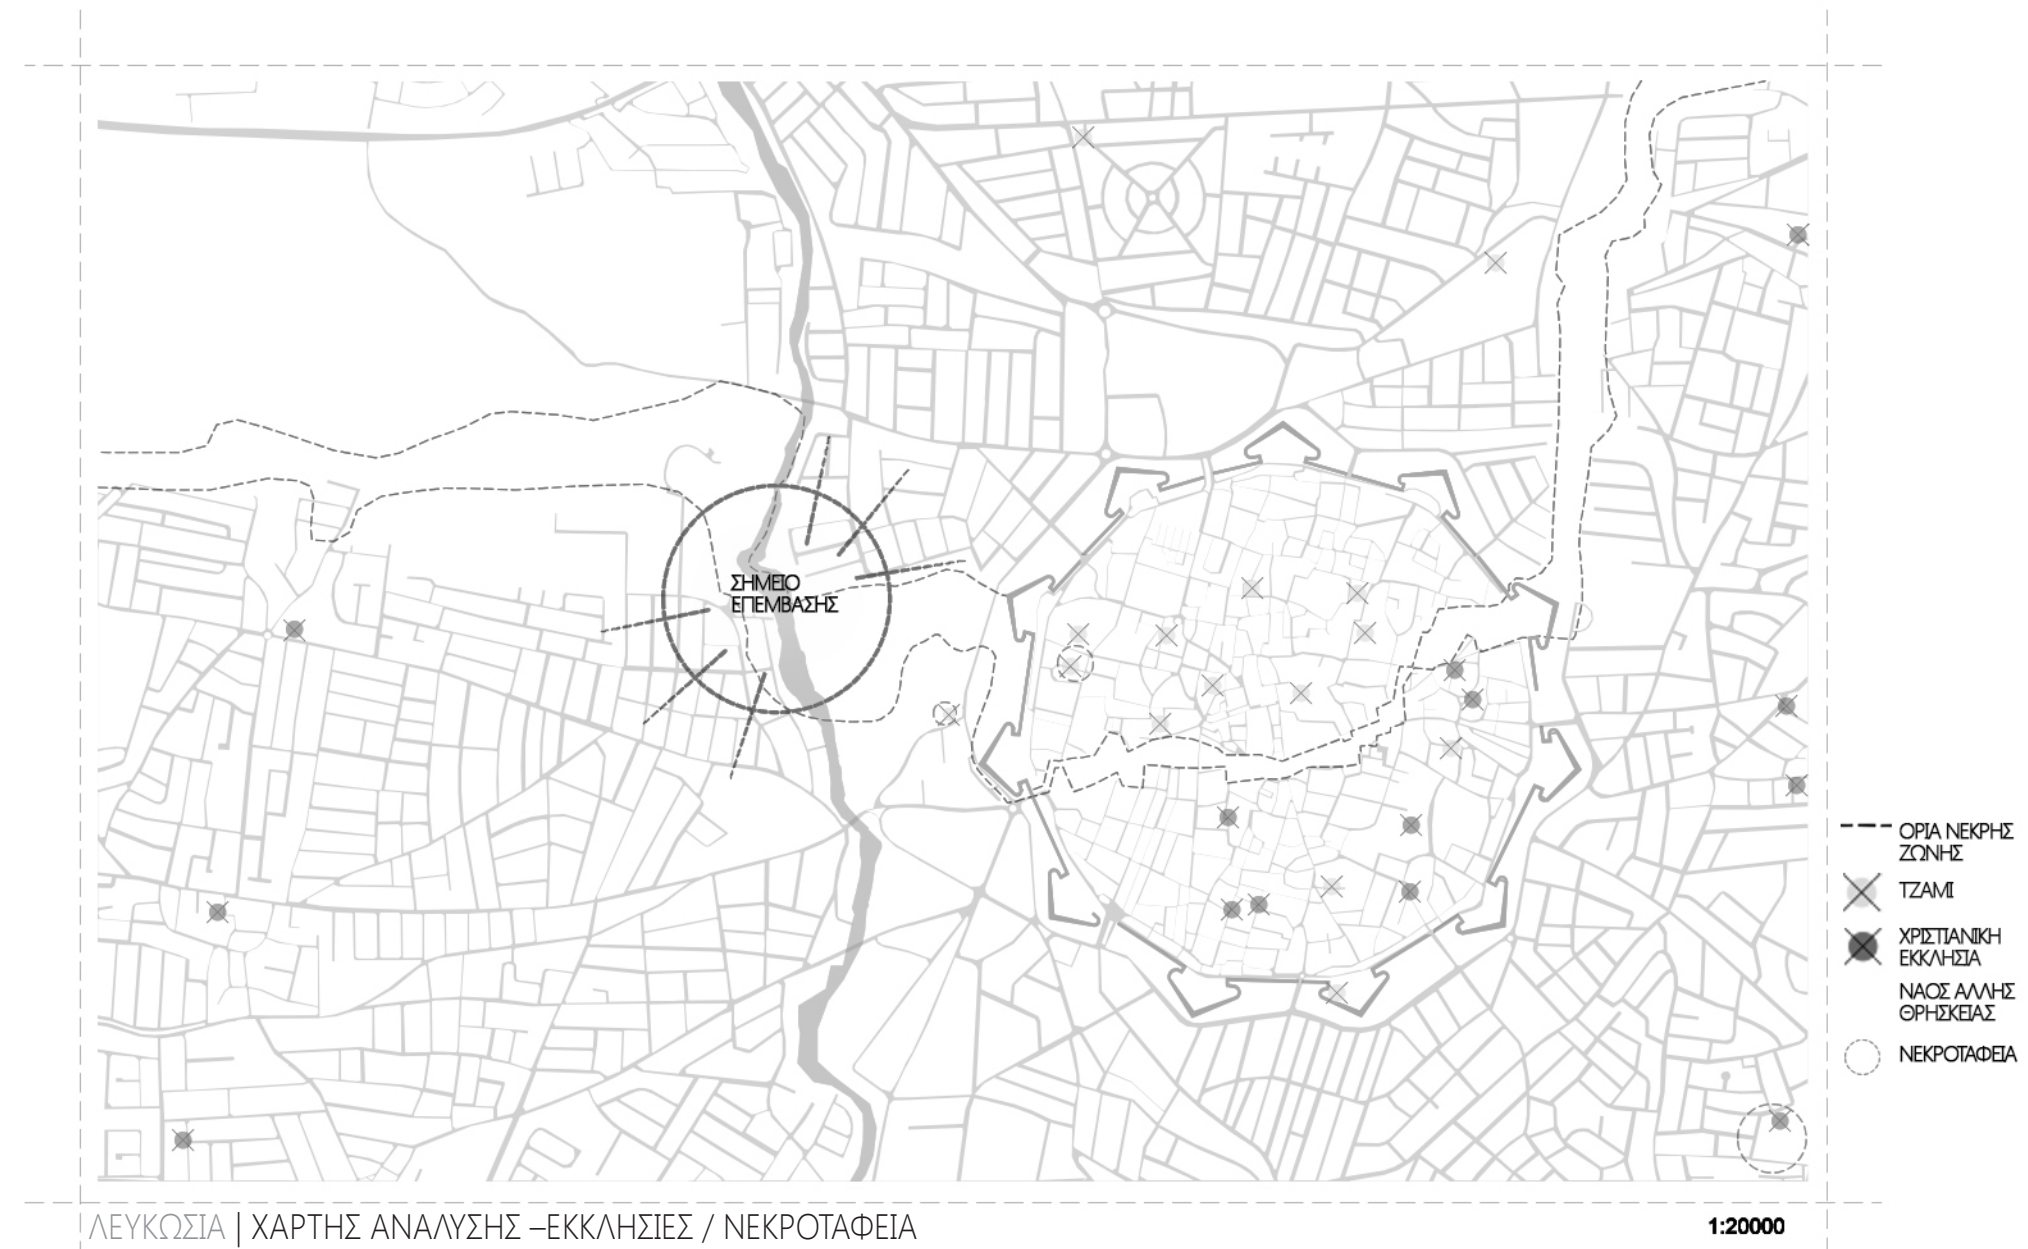 ΣΗΜΕΙΟ
ΕΠΕΜΒΑΣΗΣ
ΟΡΙΑ ΝΕΚΡΗΣ
ΖΩΝΗΣ
ΤΖΑΜΙ
ΧΡΙΣΤΙΑΝΙΚΗ
ΕΚΚΛΗΣΙΑ
ΝΑΟΣ ΑΛΛΗΣ
ΘΡΗΣΚΕΙΑΣ
ΝΕΚΡΟΤΑΦΕΙΑ
ΛΕΥΚΩΣΙΑ | ΧΑΡΤΗΣ ΑΝΑΛΥΣΗΣ –ΕΚΚΛΗΣΙΕΣ / ΝΕΚΡΟΤΑΦΕΙΑ
1:20000